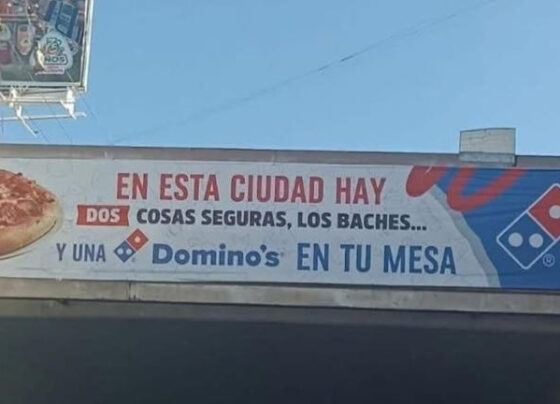 EN ESTA CIUDAD HAY
DOS COSAS SEGURAS, LOS BACHES...
Y UNA Domino's EN TU MESA
®